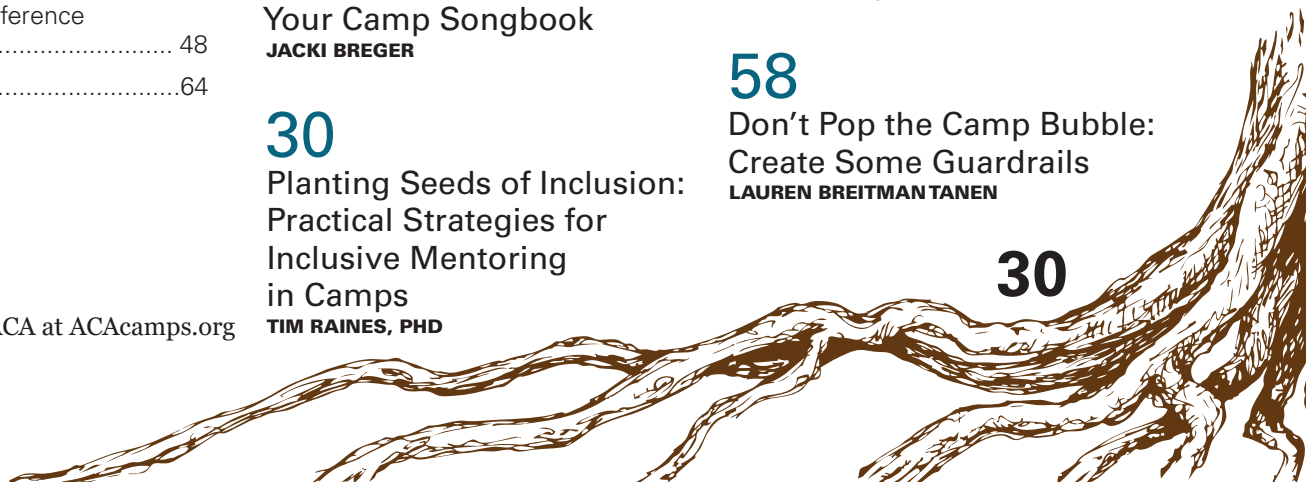 ference
........................ 48
.........................64
CA at ACAcamps.org
Your Camp Songbook
JACKI BREGER
30
Planting Seeds of Inclusion:
Practical Strategies for
Inclusive Mentoring
in Camps
TIM RAINES, PHD
58
Don’t Pop the Camp Bubble:
Create Some Guardrails
LAUREN BREITMAN TANEN
30